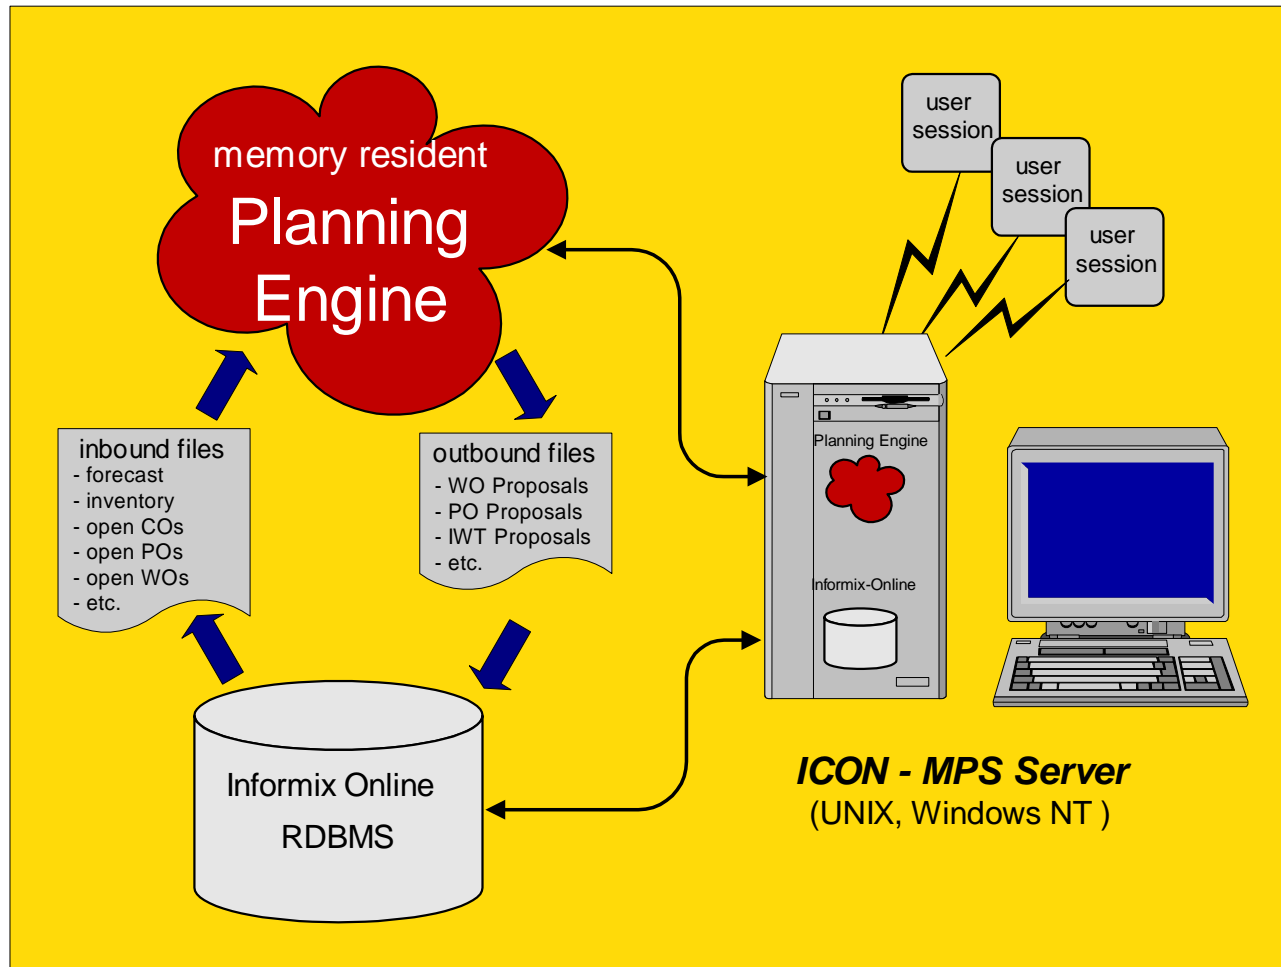 memory resident
Planning
Engine
inbound files
- forecast
- inventory
- open COs
- open POs
- open WOs
- etc.
outbound files
- WO Proposals
- PO Proposals
- IWT Proposals
- etc.
Informix Online
RDBMS
user
session
user
session
user
session
Planning Engine
Informix-Online
ICON - MPS Server
(UNIX, Windows NT )